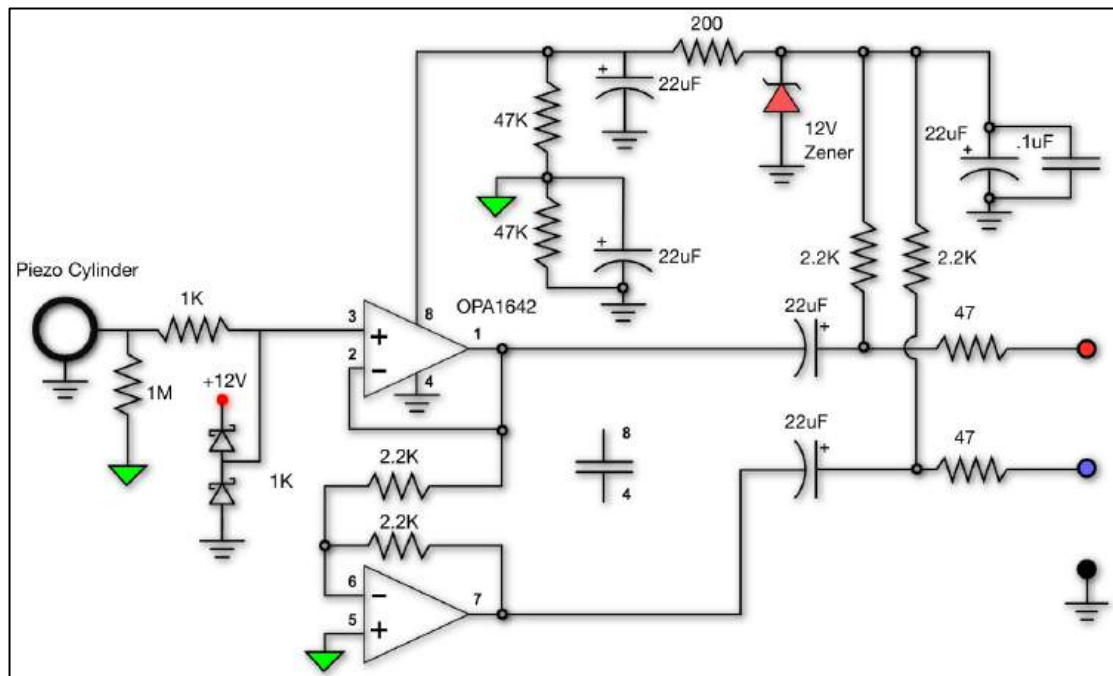 200
+
22uF
47K
12V
Zener
22uF
+
.1uF
47K
+
22uF
2.2K
2.2K
Piezo Cylinder
1K
OPA1642
3
+
8
1
22uF
+
47
2
−
4
1M
+12V
22uF
+
47
8
4
2.2K
1K
2.2K
6
−
7
5
+